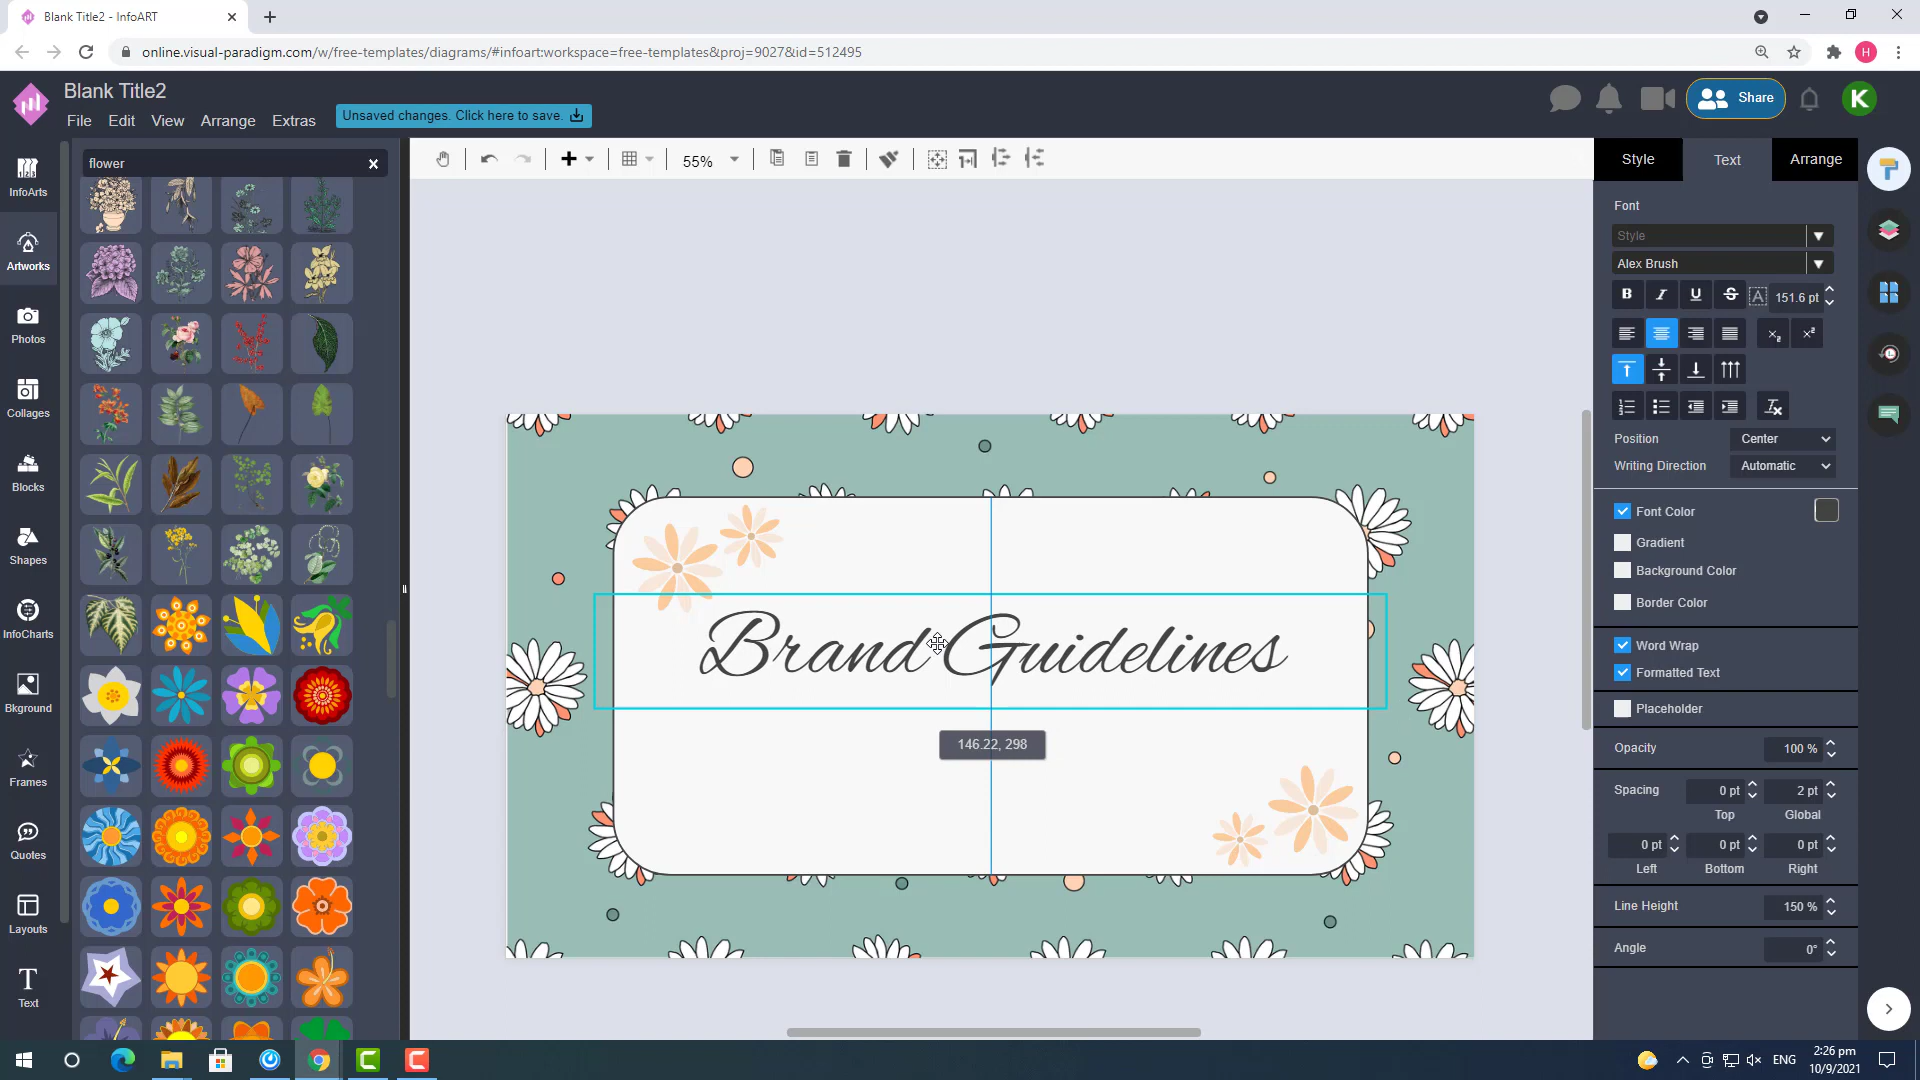 Blank Title2 - InfoART
online.visual-paradigm.com/w/free-templates/diagrams/#infoart:workspace=free-templates&proj=9027&id=512495
H
Blank Title2
File Edit View Arrange Extras
Unsaved changes. Click here to save.
Share
K
flower
55%
Style Text Arrange
InfoArts
Artworks
Photos
Collages
Blocks
Shapes
InfoCharts
Bkground
Frames
Quotes
Layouts
Text
Brand Guidelines
146.22, 298
Font
Style
Alex Brush
B I U S A 151.6 pt
Position Center
Writing Direction Automatic
Font Color
Gradient
Background Color
Border Color
Word Wrap
Formatted Text
Placeholder
Opacity 100 %
Spacing 0 pt 2 pt
Top Global
0 pt 0 pt 0 pt
Left Bottom Right
Line Height 150 %
Angle 0°
ENG
2:26 pm
10/9/2021